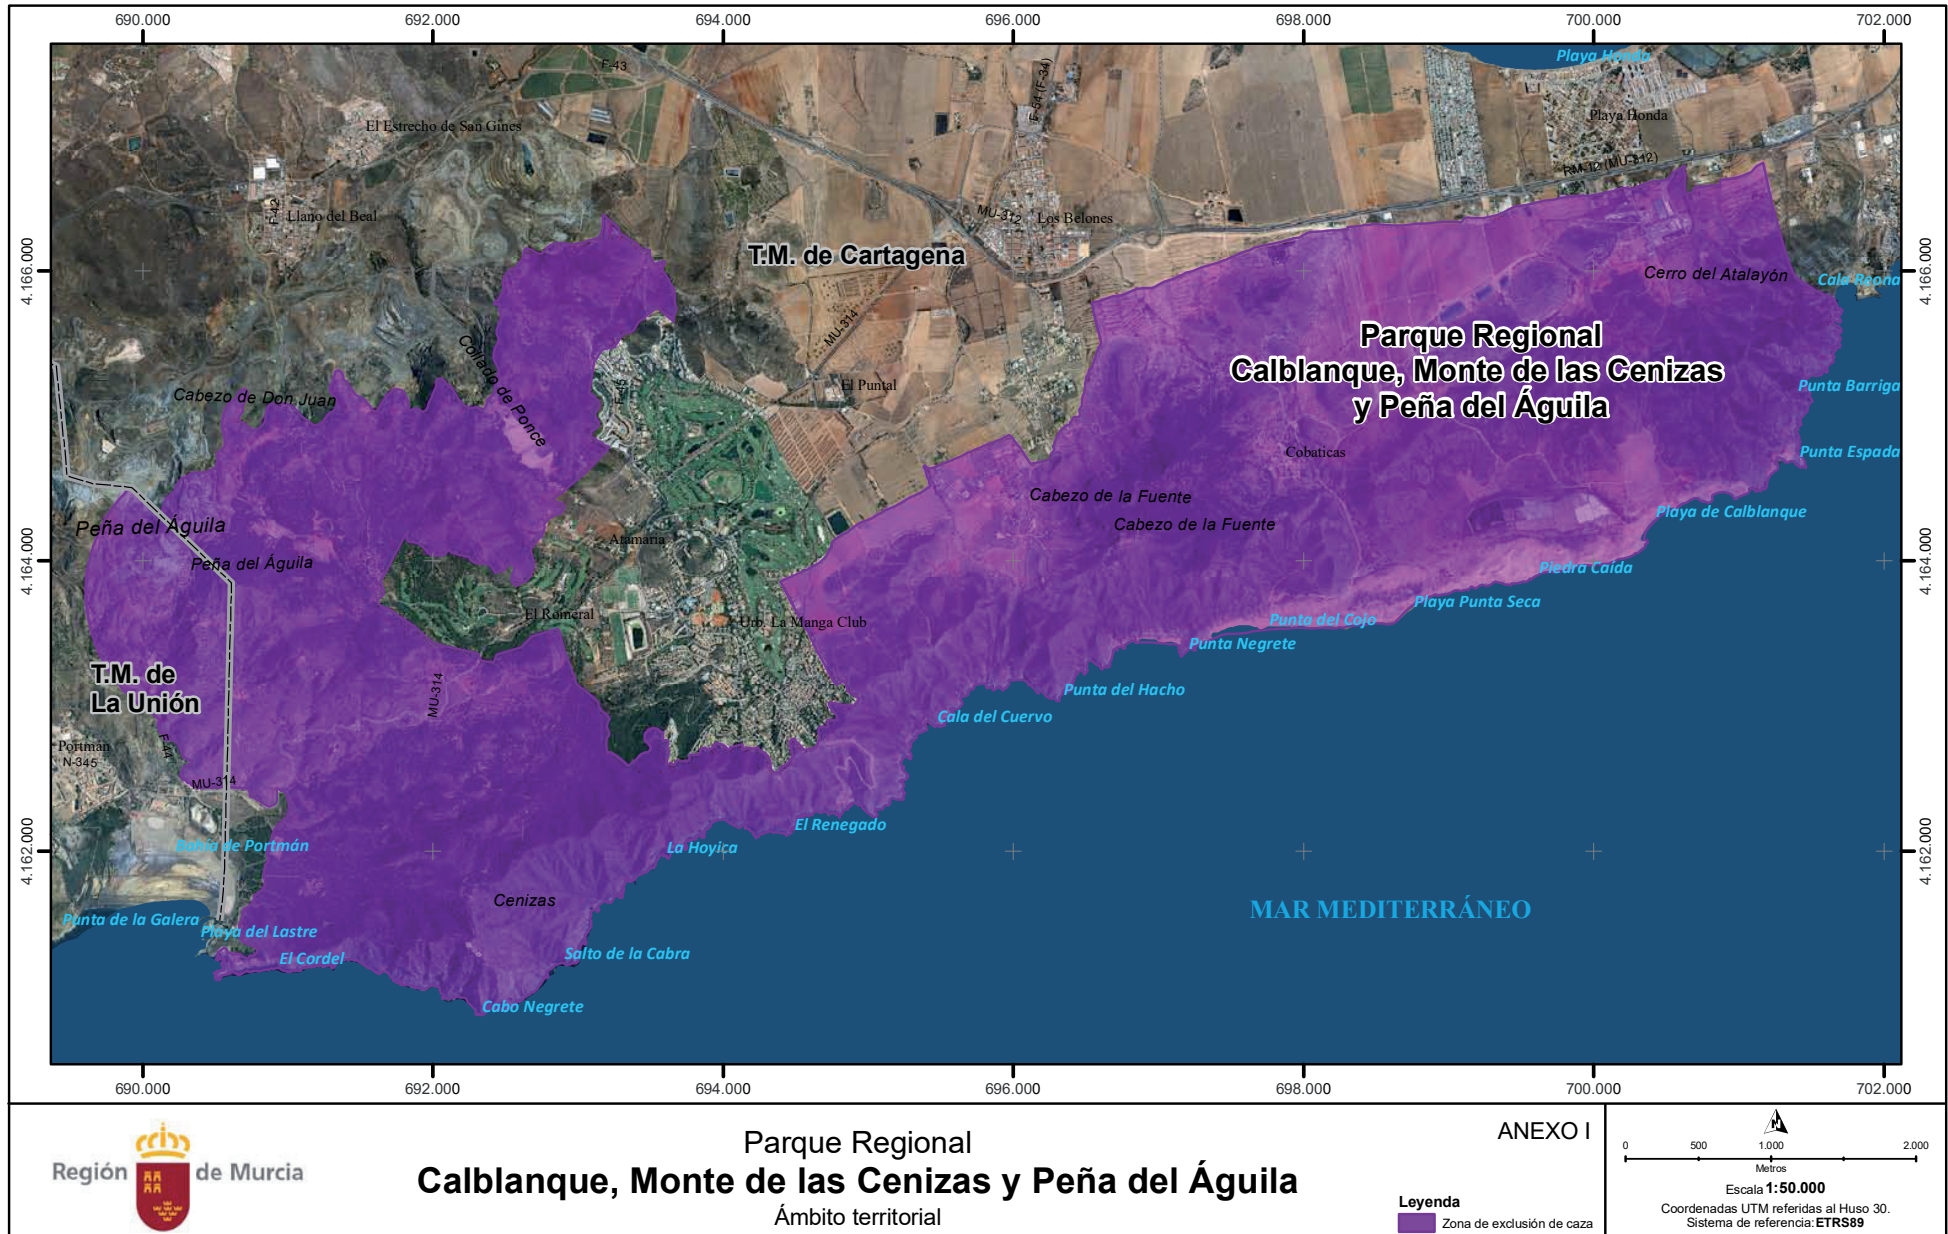 690.000 692.000 694.000 696.000 698.000 700.000 702.000
Playa Honda
F-43
F-54 (F-34)
El Estrecho de San Gines
Playa Honda
RM-12 (MU-312)
F-42
Llano del Beal
MU-312
Los Belones
T.M. de Cartagena
4.166.000
4.166.000
Cerro del Atalayón
Cala Reona
MU-314
Parque Regional
Calblanque, Monte de las Cenizas
y Peña del Águila
Collado de Ponce
F-45
El Puntal
Cabezo de Don Juan
Punta Barriga
Cobaticas
Punta Espada
Cabezo de la Fuente
Cabezo de la Fuente
Playa de Calblanque
Peña del Águila
Peña del Águila
Atamaria
4.164.000
4.164.000
Piedra Caída
Playa Punta Seca
El Romeral
Urb. La Manga Club
Punta del Cojo
Punta Negrete
T.M. de
La Unión
MU-314
Punta del Hacho
Cala del Cuervo
Portmán
N-345
F-44
MU-314
El Renegado
Bahía de Portmán
La Hoyica
4.162.000
4.162.000
Cenizas
MAR MEDITERRÁNEO
Punta de la Galera
Playa del Lastre
El Cordel
Salto de la Cabra
Cabo Negrete
690.000 692.000 694.000 696.000 698.000 700.000 702.000
Región de Murcia
Parque Regional
Calblanque, Monte de las Cenizas y Peña del Águila
Ámbito territorial
ANEXO I
Leyenda
Zona de exclusión de caza
N
0 500 1.000 2.000
Metros
Escala 1:50.000
Coordenadas UTM referidas al Huso 30.
Sistema de referencia: ETRS89